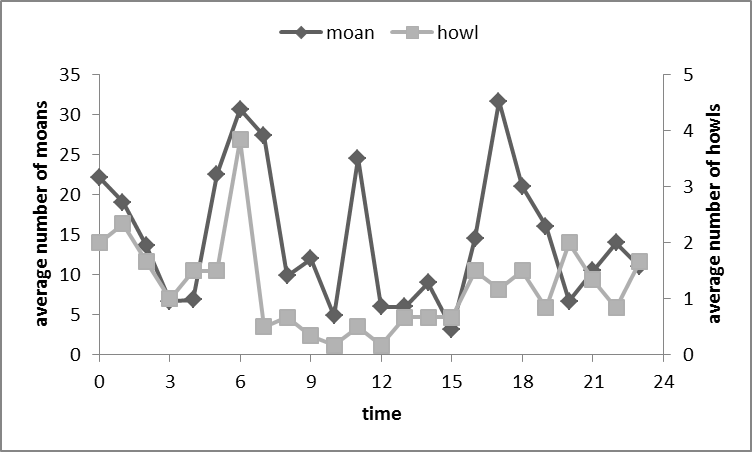 moan howl
35
30
25
20
15
10
5
0
average number of moans
5
4
3
2
1
0
average number of howls
0 3 6 9 12 15 18 21 24
time